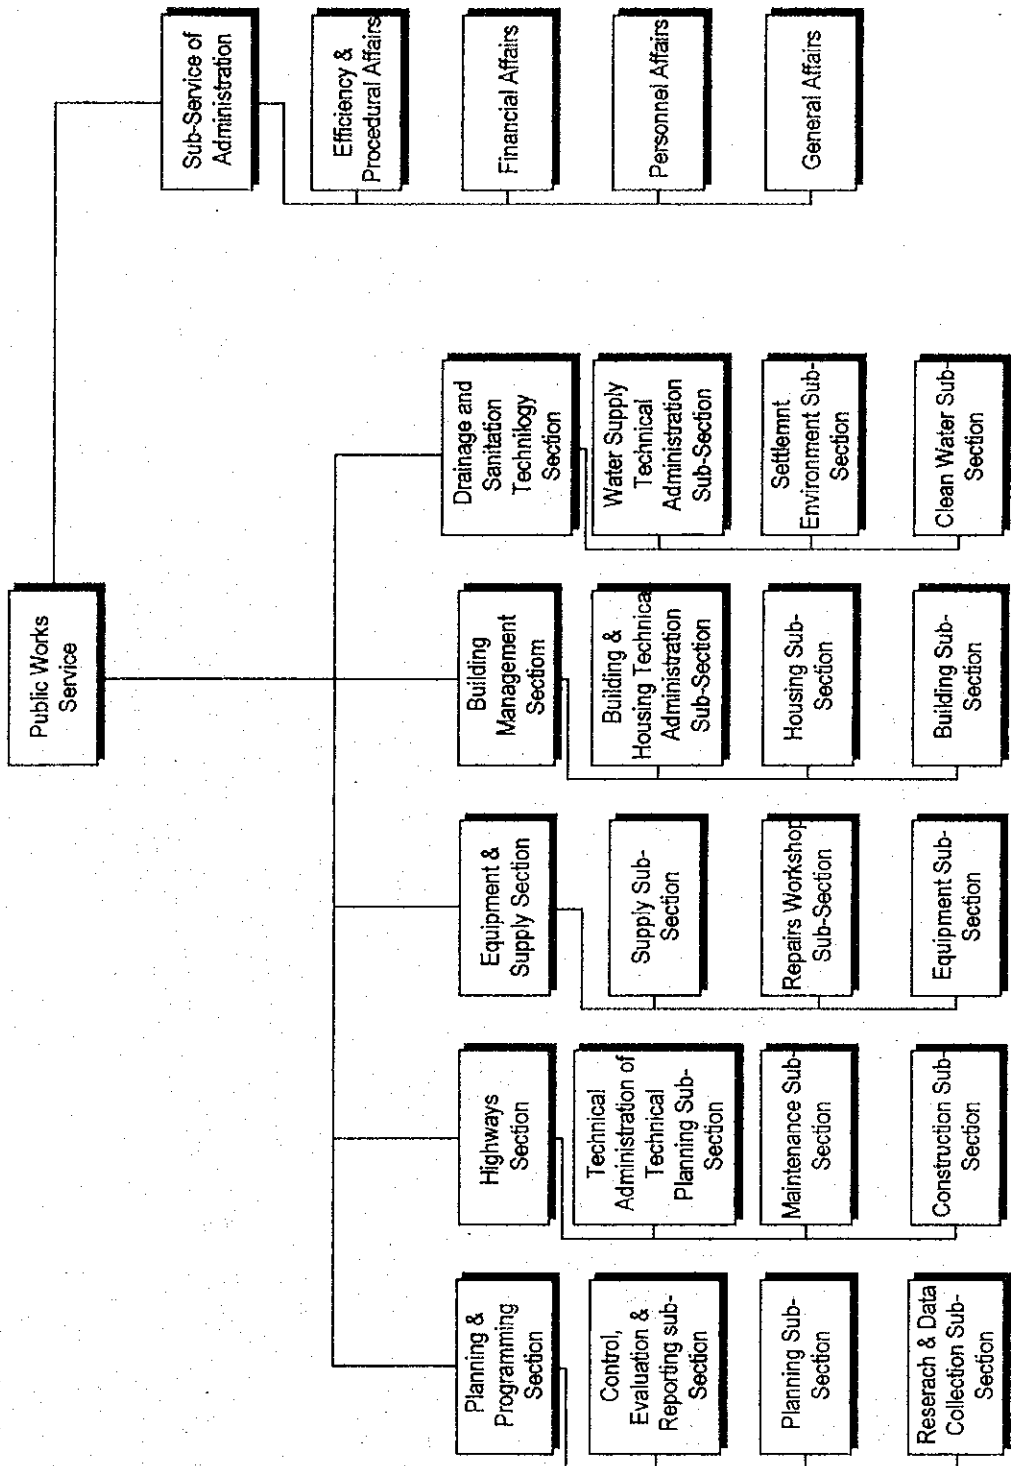 Public Works
Service
Sub-Service of
Administration
Efficiency &
Procedural Affairs
Financial Affairs
Personnel Affairs
General Affairs
Planning &
Programming
Section
Control,
Evaluation &
Reporting sub-
Section
Planning Sub-
Section
Reserach & Data
Collection Sub-
Section
Highways
Section
Technical
Administration of
Technical
Planning Sub-
Section
Maintenance Sub-
Section
Construction Sub-
Section
Equipment &
Supply Section
Supply Sub-
Section
Repairs Workshop
Sub-Section
Equipment Sub-
Section
Building
Management
Sectiom
Building &
Housing Technica
Administration
Sub-Section
Housing Sub-
Section
Building Sub-
Section
Drainage and
Sanitation
Technilogy
Section
Water Supply
Technical
Administration
Sub-Section
Settlemnt
Environment Sub-
Section
Clean Water Sub-
Section